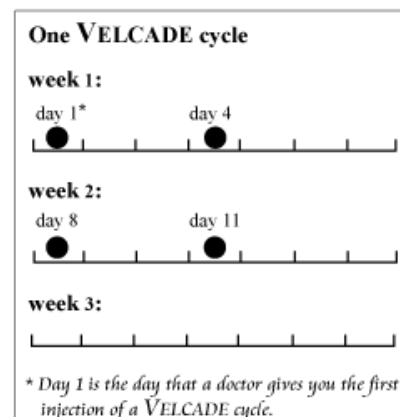 One VELCADE cycle
week 1:
day 1* day 4
week 2:
day 8 day 11
week 3:
* Day 1 is the day that a doctor gives you the first
injection of a VELCADE cycle.